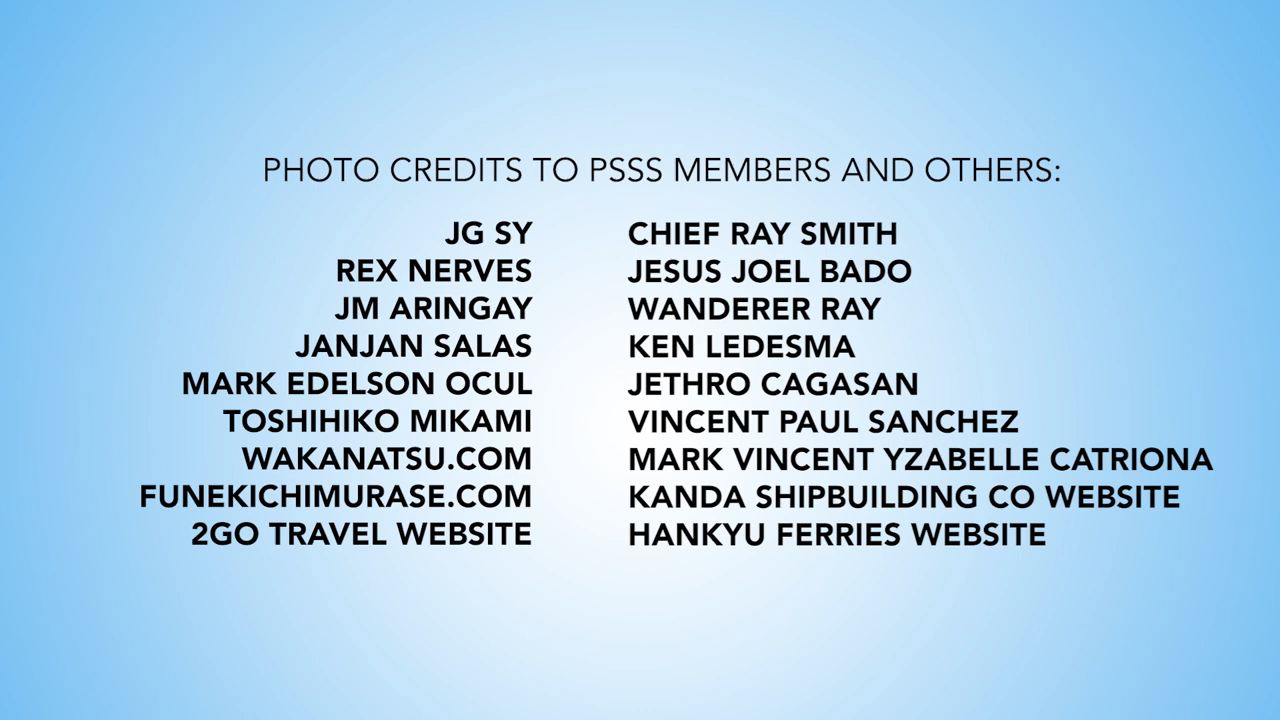 PHOTO CREDITS TO PSSS MEMBERS AND OTHERS:
JG SY
REX NERVES
JM ARINGAY
JANJAN SALAS
MARK EDELSON OCUL
TOSHIHIKO MIKAMI
WAKANATSU.COM
FUNEKICHIMURASE.COM
2GO TRAVEL WEBSITE
CHIEF RAY SMITH
JESUS JOEL BADO
WANDERER RAY
KEN LEDESMA
JETHRO CAGASAN
VINCENT PAUL SANCHEZ
MARK VINCENT YZABELLE CATRIONA
KANDA SHIPBUILDING CO WEBSITE
HANKYU FERRIES WEBSITE